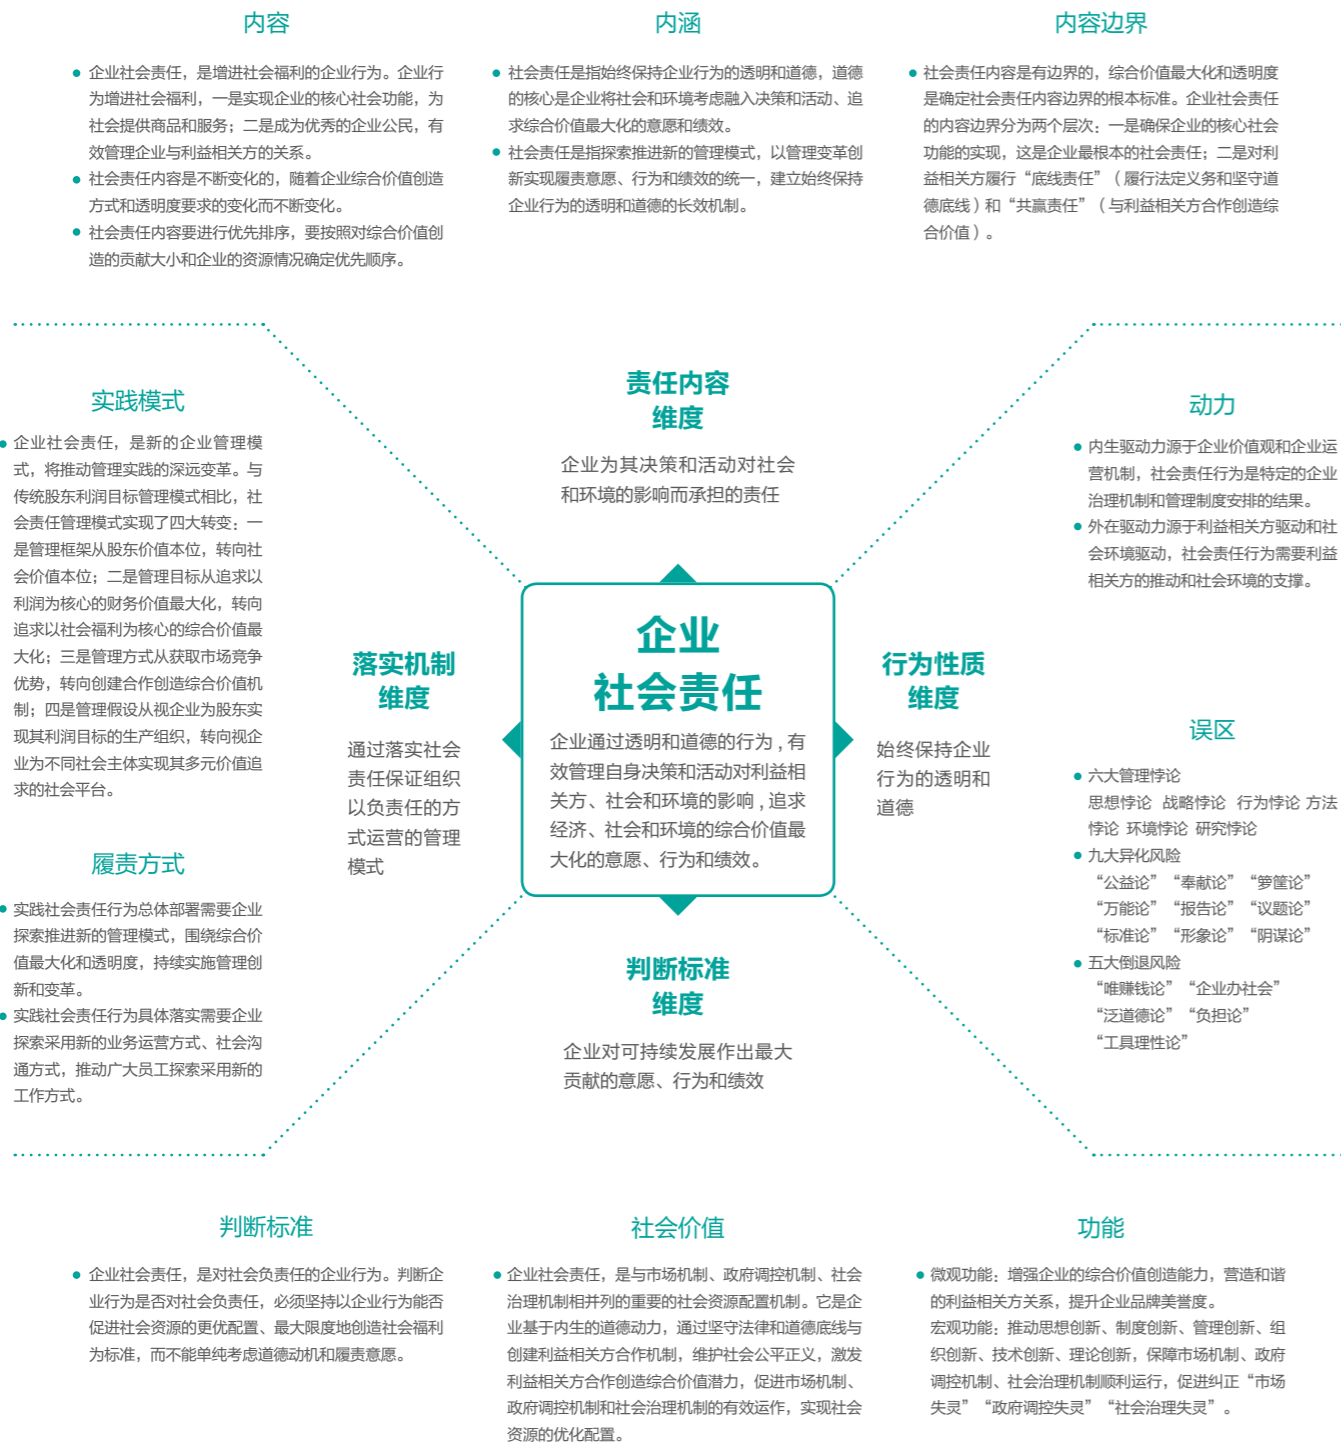 内容
企业社会责任，是增进社会福利的企业行为。企业行
为增进社会福利，一是实现企业的核心社会功能，为
社会提供商品和服务；二是成为优秀的企业公民，有
效管理企业与利益相关方的关系。
社会责任内容是不断变化的，随着企业综合价值创造
方式和透明度要求的变化而不断变化。
社会责任内容要进行优先排序，要按照对综合价值创
造的贡献大小和企业的资源情况确定优先顺序。
内涵
社会责任是指始终保持企业行为的透明和道德，道德
的核心是企业将社会和环境考虑融入决策和活动、追
求综合价值最大化的意愿和绩效。
社会责任是指探索推进新的管理模式，以管理变革创
新实现履责意愿、行为和绩效的统一，建立始终保持
企业行为的透明和道德的长效机制。
内容边界
社会责任内容是有边界的，综合价值最大化和透明度
是确定社会责任内容边界的根本标准。企业社会责任
的内容边界分为两个层次：一是确保企业的核心社会
功能的实现，这是企业最根本的社会责任；二是对利
益相关方履行“底线责任”（履行法定义务和坚守道
德底线）和“共赢责任”（与利益相关方合作创造综
合价值）。
实践模式
企业社会责任，是新的企业管理模
式，将推动管理实践的深远变革。与
传统股东利润目标管理模式相比，社
会责任管理模式实现了四大转变：一
是管理框架从股东价值本位，转向社
会价值本位；二是管理目标从追求以
利润为核心的财务价值最大化，转向
追求以社会福利为核心的综合价值最
大化；三是管理方式从获取市场竞争
优势，转向创建合作创造综合价值机
制；四是管理假设从视企业为股东实
现其利润目标的生产组织，转向视企
业为不同社会主体实现其多元价值追
求的社会平台。
履责方式
实践社会责任行为总体部署需要企业
探索推进新的管理模式，围绕综合价
值最大化和透明度，持续实施管理创
新和变革。
实践社会责任行为具体落实需要企业
探索采用新的业务运营方式、社会沟
通方式，推动广大员工探索采用新的
工作方式。
责任内容
维度
企业为其决策和活动对社会
和环境的影响而承担的责任
落实机制
维度
通过落实社会
责任保证组织
以负责任的方
式运营的管理
模式
企业
社会责任
企业通过透明和道德的行为,有
效管理自身决策和活动对利益相
关方、社会和环境的影响,追求
经济、社会和环境的综合价值最
大化的意愿、行为和绩效。
行为性质
维度
始终保持企业
行为的透明和
道德
判断标准
维度
企业对可持续发展作出最大
贡献的意愿、行为和绩效
动力
内生驱动力源于企业价值观和企业运
营机制，社会责任行为是特定的企业
治理机制和管理制度安排的结果。
外在驱动力源于利益相关方驱动和社
会环境驱动，社会责任行为需要利益
相关方的推动和社会环境的支撑。
误区
六大管理悖论
思想悖论 战略悖论 行为悖论 方法
悖论 环境悖论 研究悖论
九大异化风险
“公益论” “奉献论” “箩筐论”
“万能论” “报告论” “议题论”
“标准论” “形象论” “阴谋论”
五大倒退风险
“唯赚钱论” “企业办社会”
“泛道德论” “负担论”
“工具理性论”
判断标准
企业社会责任，是对社会负责任的企业行为。判断企
业行为是否对社会负责任，必须坚持以企业行为能否
促进社会资源的更优配置、最大限度地创造社会福利
为标准，而不能单纯考虑道德动机和履责意愿。
社会价值
企业社会责任，是与市场机制、政府调控机制、社会
治理机制相并列的重要的社会资源配置机制。它是企
业基于内生的道德动力，通过坚守法律和道德底线与
创建利益相关方合作机制，维护社会公平正义，激发
利益相关方合作创造综合价值潜力，促进市场机制、
政府调控机制和社会治理机制的有效运作，实现社会
资源的优化配置。
功能
微观功能：增强企业的综合价值创造能力，营造和谐
的利益相关方关系，提升企业品牌美誉度。
宏观功能：推动思想创新、制度创新、管理创新、组
织创新、技术创新、理论创新，保障市场机制、政府
调控机制、社会治理机制顺利运行，促进纠正“市场
失灵”“政府调控失灵”“社会治理失灵”。